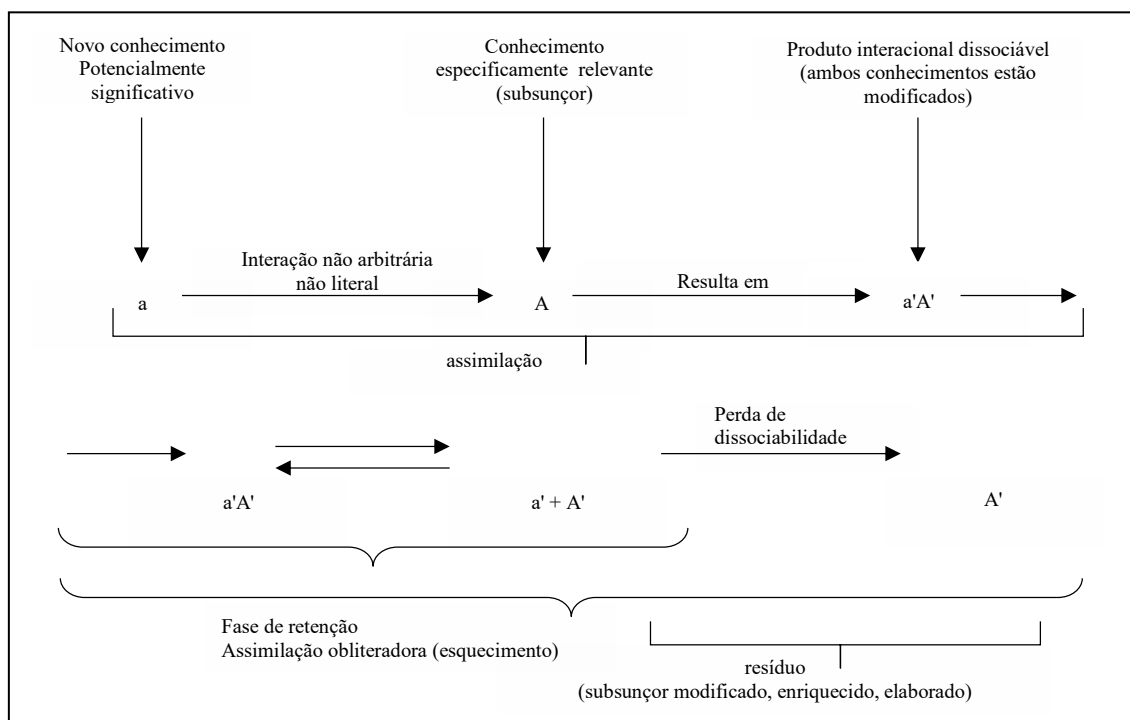 Novo conhecimento
Potencialmente
significativo
Conhecimento
especificamente relevante
(subsunçor)
Produto interacional dissociável
(ambos conhecimentos estão
modificados)
a
Interação não arbitrária
não literal
A
Resulta em
a'A'
assimilação
a'A'
a' + A'
Perda de
dissociabilidade
A'
Fase de retenção
Assimilação obliteradora (esquecimento)
resíduo
(subsunçor modificado, enriquecido, elaborado)